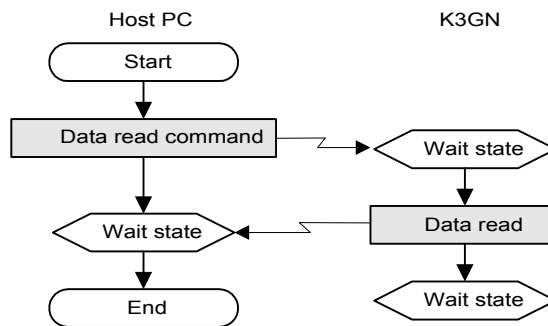 Host PC
K3GN
Start
Data read command
Wait state
Wait state
Data read
Wait state
End